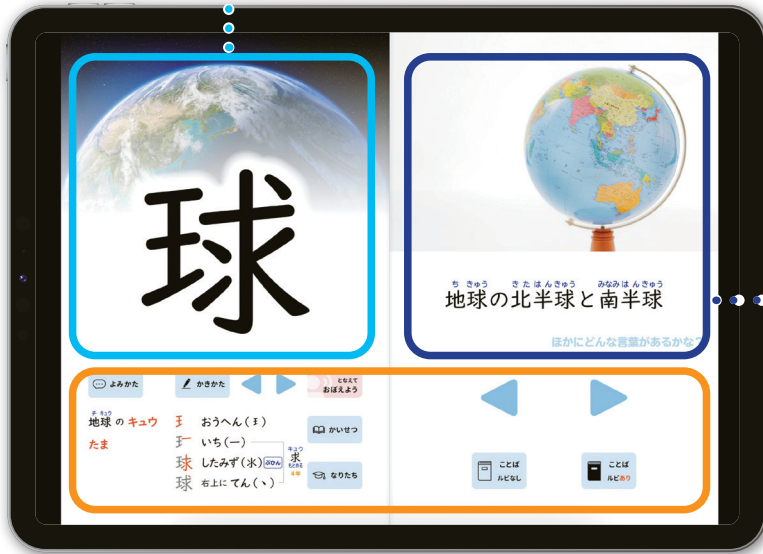 球
ち きゅう きたはんきゅう みなみはんきゅう
地球の北半球と南半球
ほかにどんな言葉があるかな?
よみかた
かきかた
となえて
おぼえよう
チ キュウ
地球 の キュウ
たま
おうへん(𤣩)
いち(一)
したみず(氺) ぶひん
右上に てん(丶)
キュウ
求
もとめる
4年
かいせつ
なりたち
ことば
ルビなし
ことば
ルビあり